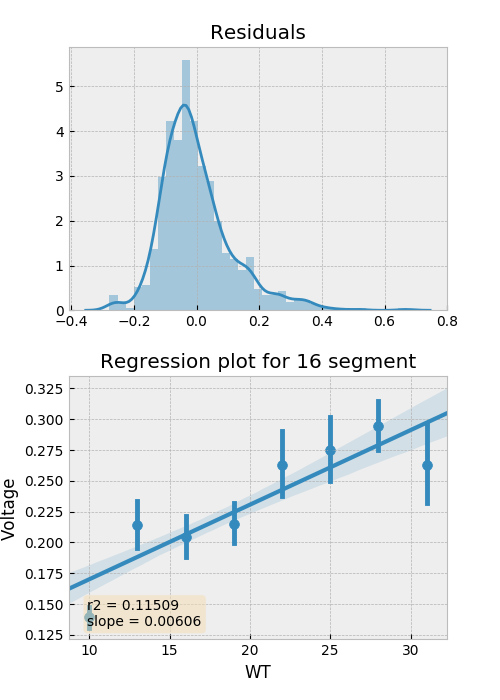 Residuals
5
4
3
2
1
0
−0.4 −0.2 0.0 0.2 0.4 0.6 0.8
Regression plot for 16 segment
0.325
0.300
0.275
0.250
0.225
0.200
0.175
0.150
0.125
Voltage
r2 = 0.11509
slope = 0.00606
10 15 20 25 30
WT